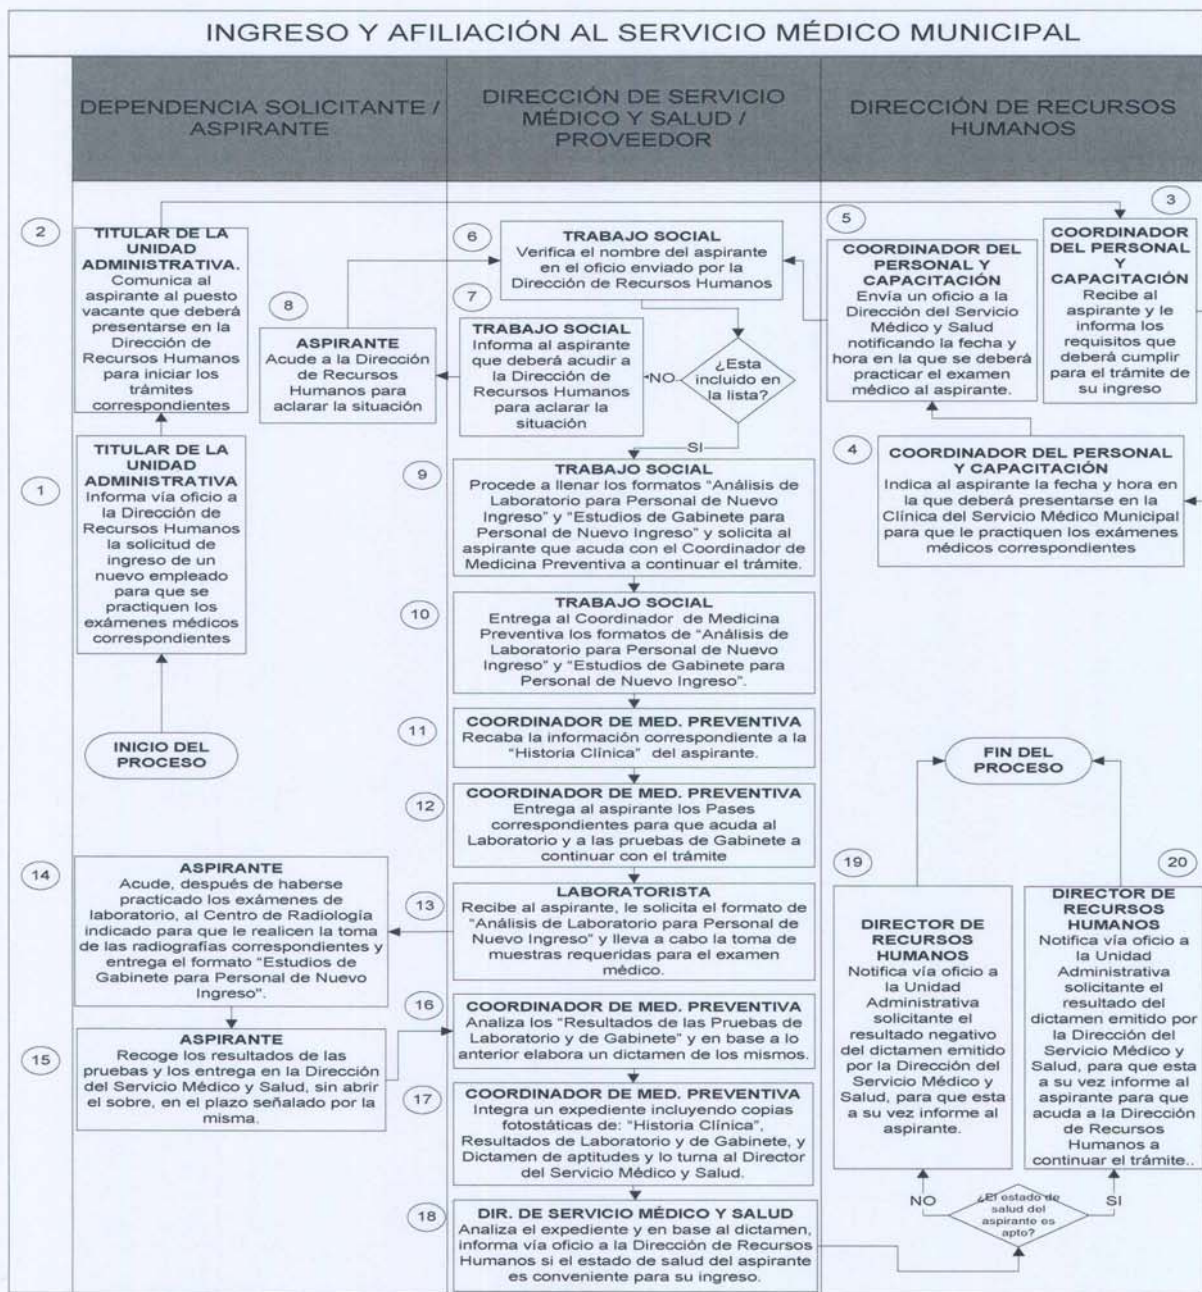 INGRESO Y AFILIACIÓN AL SERVICIO MÉDICO MUNICIPAL
DEPENDENCIA SOLICITANTE /
ASPIRANTE
DIRECCIÓN DE SERVICIO
MÉDICO Y SALUD /
PROVEEDOR
DIRECCIÓN DE RECURSOS
HUMANOS
2
TITULAR DE LA
UNIDAD
ADMINISTRATIVA.
Comunica al
aspirante al puesto
vacante que deberá
presentarse en la
Dirección de
Recursos Humanos
para iniciar los
trámites
correspondientes
1
TITULAR DE LA
UNIDAD
ADMINISTRATIVA
Informa vía oficio a
la Dirección de
Recursos Humanos
la solicitud de
ingreso de un
nuevo empleado
para que se
practiquen los
exámenes médicos
correspondientes
INICIO DEL
PROCESO
8
ASPIRANTE
Acude a la Dirección
de Recursos
Humanos para
aclarar la situación
6
TRABAJO SOCIAL
Verifica el nombre del aspirante
en el oficio enviado por la
Dirección de Recursos Humanos
7
TRABAJO SOCIAL
Informa al aspirante
que deberá acudir a
la Dirección de
Recursos Humanos
para aclarar la
situación
NO
¿Esta
incluido en
la lista?
SI
5
COORDINADOR DEL
PERSONAL Y
CAPACITACIÓN
Envía un oficio a la
Dirección del Servicio
Médico y Salud
notificando la fecha y
hora en la que se deberá
practicar el examen
médico al aspirante.
3
COORDINADOR
DEL PERSONAL
Y
CAPACITACIÓN
Recibe al
aspirante y le
informa los
requisitos que
deberá cumplir
para el trámite de
su ingreso
4
COORDINADOR DEL PERSONAL
Y CAPACITACIÓN
Indica al aspirante la fecha y hora en
la que deberá presentarse en la
Clínica del Servicio Médico Municipal
para que le practiquen los exámenes
médicos correspondientes
9
TRABAJO SOCIAL
Procede a llenar los formatos “Análisis de
Laboratorio para Personal de Nuevo
Ingreso” y “Estudios de Gabinete para
Personal de Nuevo Ingreso” y solicita al
aspirante que acuda con el Coordinador de
Medicina Preventiva a continuar el trámite.
10
TRABAJO SOCIAL
Entrega al Coordinador de Medicina
Preventiva los formatos de “Análisis de
Laboratorio para Personal de Nuevo
Ingreso” y “Estudios de Gabinete para
Personal de Nuevo Ingreso”.
11
COORDINADOR DE MED. PREVENTIVA
Recaba la información correspondiente a la
“Historia Clínica” del aspirante.
12
COORDINADOR DE MED. PREVENTIVA
Entrega al aspirante los Pases
correspondientes para que acuda al
Laboratorio y a las pruebas de Gabinete a
continuar con el trámite
13
LABORATORISTA
Recibe al aspirante, le solicita el formato de
“Análisis de Laboratorio para Personal de
Nuevo Ingreso” y lleva a cabo la toma de
muestras requeridas para el examen
médico.
14
ASPIRANTE
Acude, después de haberse
practicado los exámenes de
laboratorio, al Centro de Radiología
indicado para que le realicen la toma
de las radiografías correspondientes y
entrega el formato “Estudios de
Gabinete para Personal de Nuevo
Ingreso”.
15
ASPIRANTE
Recoge los resultados de las
pruebas y los entrega en la Dirección
del Servicio Médico y Salud, sin abrir
el sobre, en el plazo señalado por la
misma.
16
COORDINADOR DE MED. PREVENTIVA
Analiza los “Resultados de las Pruebas de
Laboratorio y de Gabinete” y en base a lo
anterior elabora un dictamen de los mismos.
17
COORDINADOR DE MED. PREVENTIVA
Integra un expediente incluyendo copias
fotostáticas de: “Historia Clínica”,
Resultados de Laboratorio y de Gabinete, y
Dictamen de aptitudes y lo turna al Director
del Servicio Médico y Salud.
18
DIR. DE SERVICIO MÉDICO Y SALUD
Analiza el expediente y en base al dictamen,
informa vía oficio a la Dirección de Recursos
Humanos si el estado de salud del aspirante
es conveniente para su ingreso.
FIN DEL
PROCESO
19
DIRECTOR DE
RECURSOS
HUMANOS
Notifica vía oficio a
la Unidad
Administrativa
solicitante el
resultado negativo
del dictamen emitido
por la Dirección del
Servicio Médico y
Salud, para que esta
a su vez informe al
aspirante.
20
DIRECTOR DE
RECURSOS
HUMANOS
Notifica vía oficio a
la Unidad
Administrativa
solicitante el
resultado del
dictamen emitido por
la Dirección del
Servicio Médico y
Salud, para que esta
a su vez informe al
aspirante para que
acuda a la Dirección
de Recursos
Humanos a
continuar el trámite..
NO
¿El estado de
salud del
aspirante es
apto?
SI